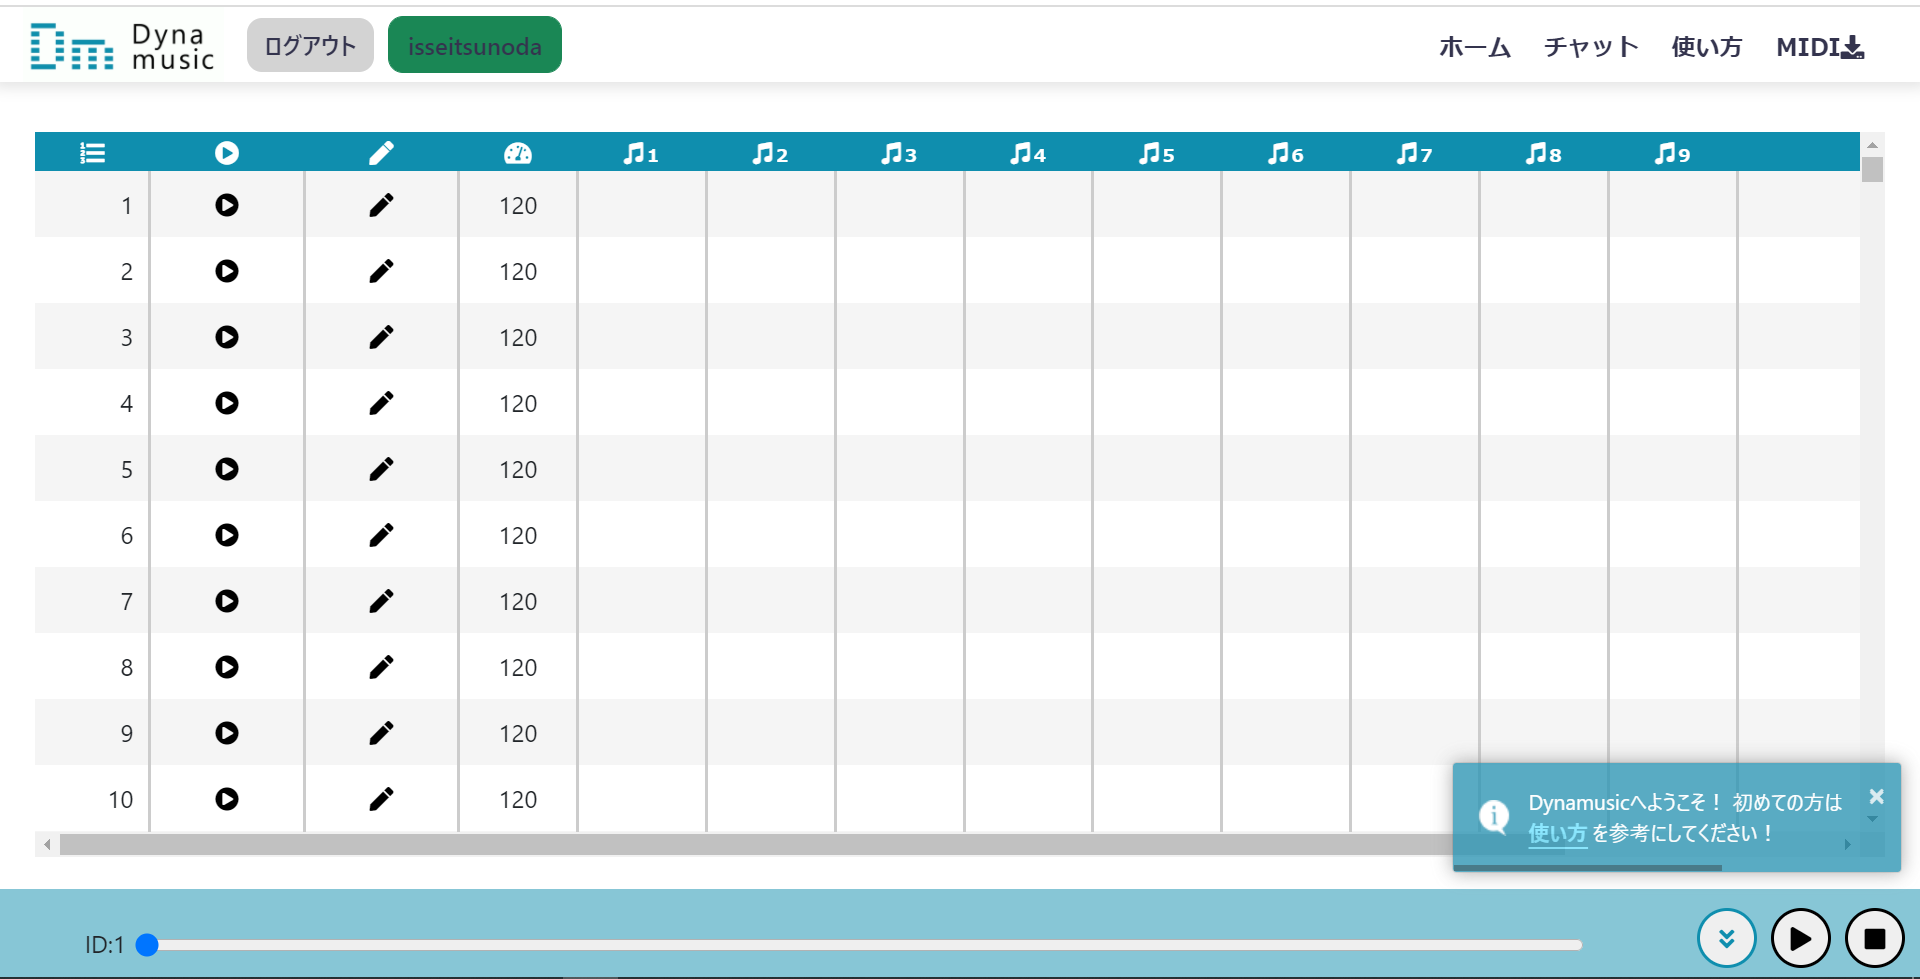 Dyna
music
ログアウト
isseitsunoda
ホーム
チャット
使い方
MIDI
1 2 3 4 5 6 7 8 9
1 120
2 120
3 120
4 120
5 120
6 120
7 120
8 120
9 120
10 120
Dynamusicへようこそ！ 初めての方は
使い方 を参考にしてください！
ID:1